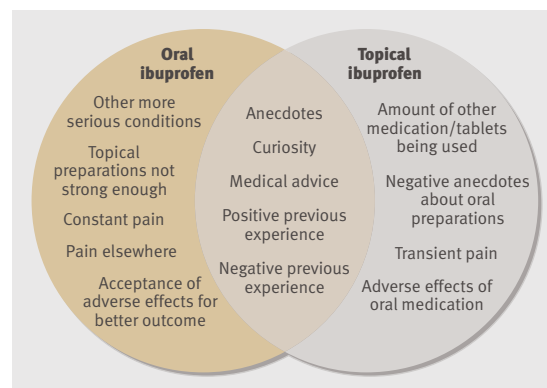 Oral
ibuprofen
Other more
serious conditions
Topical
preparations not
strong enough
Constant pain
Pain elsewhere
Acceptance of
adverse effects for
better outcome
Anecdotes
Curiosity
Medical advice
Positive previous
experience
Negative previous
experience
Topical
ibuprofen
Amount of other
medication/tablets
being used
Negative anecdotes
about oral
preparations
Transient pain
Adverse effects of
oral medication